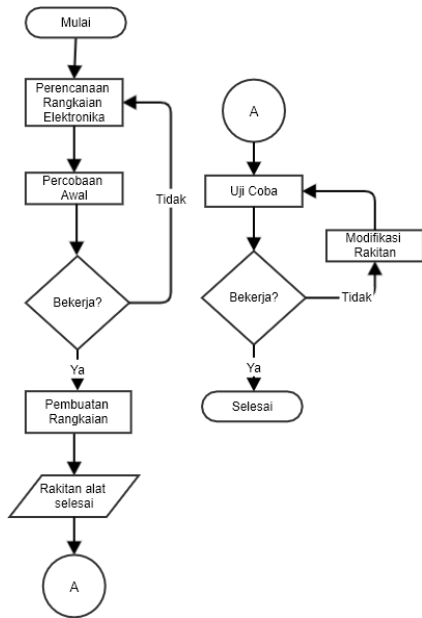 Mulai
Perencanaan
Rangkaian
Elektronika
Percobaan
Awal
Tidak
Bekerja?
Ya
Pembuatan
Rangkaian
Rakitan alat
selesai
A
A
Uji Coba
Modifikasi
Rakitan
Bekerja?
Tidak
Ya
Selesai